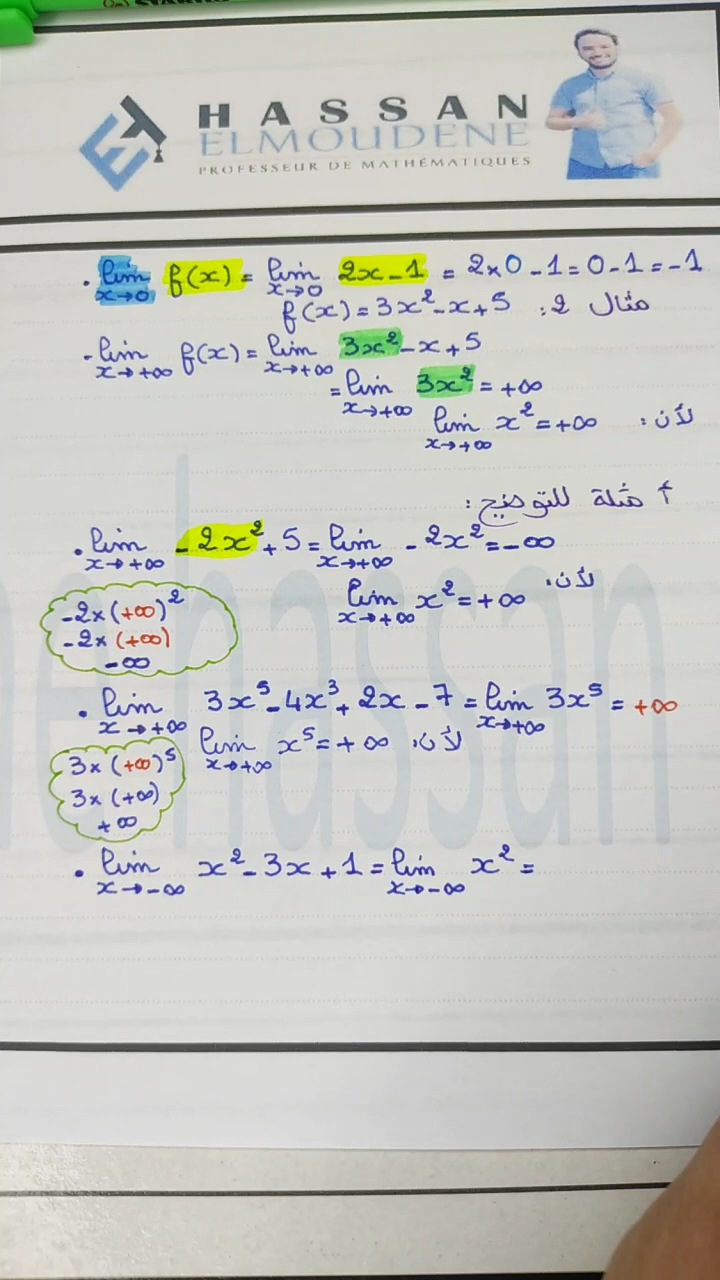 HASSAN
ELMOUDENE
PROFESSEUR DE MATHÉMATIQUES
. lim x→0 f(x) = lim x→0 2x-1 = 2×0-1=0-1=-1
مثال 2: f(x)=3x²-x+5
- lim x→+∞ f(x) = lim x→+∞ 3x²-x+5
= lim x→+∞ 3x² = +∞
لأن: lim x→+∞ x² = +∞
أمثلة للتوضيح:
• lim x→+∞ -2x²+5 = lim x→+∞ -2x² = -∞
لأن: lim x→+∞ x² = +∞
-2×(+∞)²
-2×(+∞)
-∞
• lim x→+∞ 3x⁵-4x³+2x-7 = lim x→+∞ 3x⁵ = +∞
لأن: lim x→+∞ x⁵ = +∞
3×(+∞)⁵
3×(+∞)
+∞
• lim x→-∞ x²-3x+1 = lim x→-∞ x² =